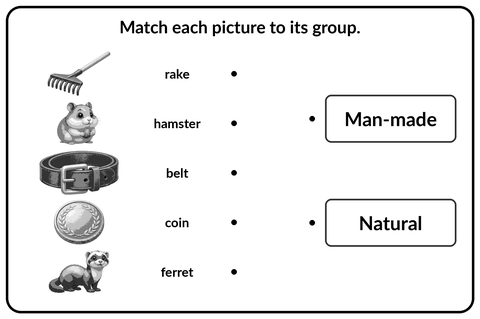 Match each picture to its group.
rake
hamster
belt
coin
ferret
Man-made
Natural